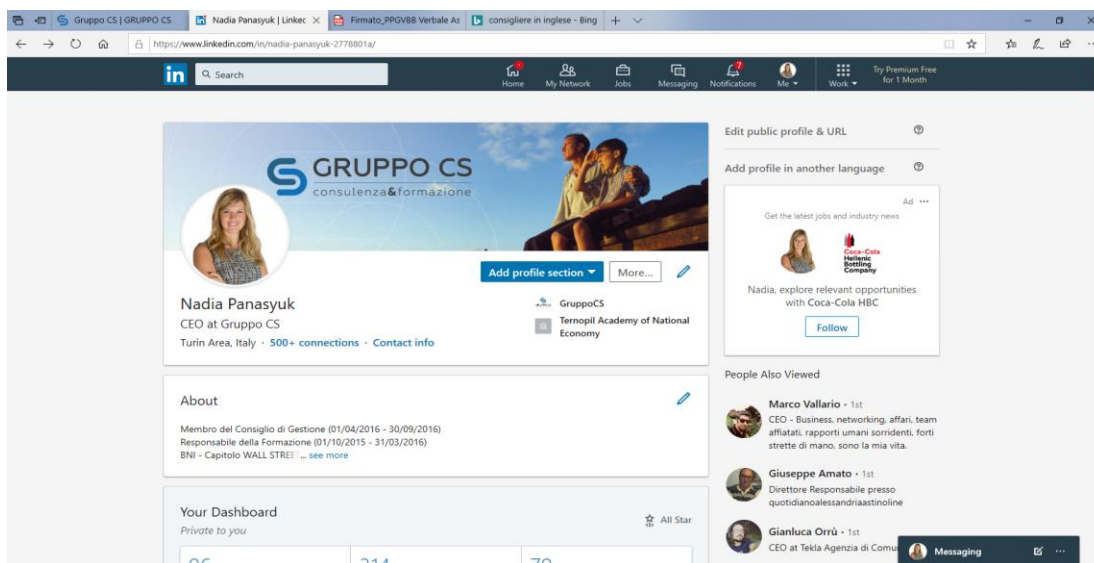 Gruppo CS | GRUPPO CS
Nadia Panasyuk | Linkec
Firmato_PPGVBB Verbale As
consigliere in inglese - Bing
https://www.linkedin.com/in/nadia-panasyuk-2778801a/
in
Search
Home
My Network
Jobs
Messaging
7
Notifications
Me
Work
Try Premium Free
for 1 Month
GRUPPO CS
consulenza&formazione
Add profile section
More...
Nadia Panasyuk
CEO at Gruppo CS
Turin Area, Italy · 500+ connections · Contact info
GruppoCS
Ternopil Academy of National
Economy
About
Membro del Consiglio di Gestione (01/04/2016 - 30/09/2016)
Responsabile della Formazione (01/10/2015 - 31/03/2016)
BNI - Capitolo WALL STREET... see more
Your Dashboard
Private to you
All Star
Edit public profile & URL
Add profile in another language
Ad ...
Get the latest jobs and industry news
Coca-Cola
Hellenic
Bottling
Company
Nadia, explore relevant opportunities
with Coca-Cola HBC
Follow
People Also Viewed
Marco Vallario · 1st
CEO - Business, networking, affari, team
affiatati, rapporti umani sorridenti, forti
strette di mano, sono la mia vita.
Giuseppe Amato · 1st
Direttore Responsabile presso
quotidianoalessandriaastinoline
Gianluca Orrù · 1st
CEO at Tekla Agenzia di Comu
Messaging